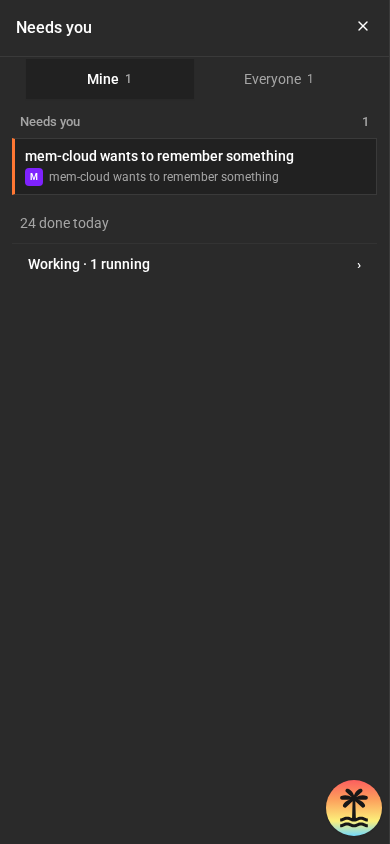 Needs you
Mine 1
Everyone 1
Needs you 1
mem-cloud wants to remember something
M mem-cloud wants to remember something
24 done today
Working · 1 running